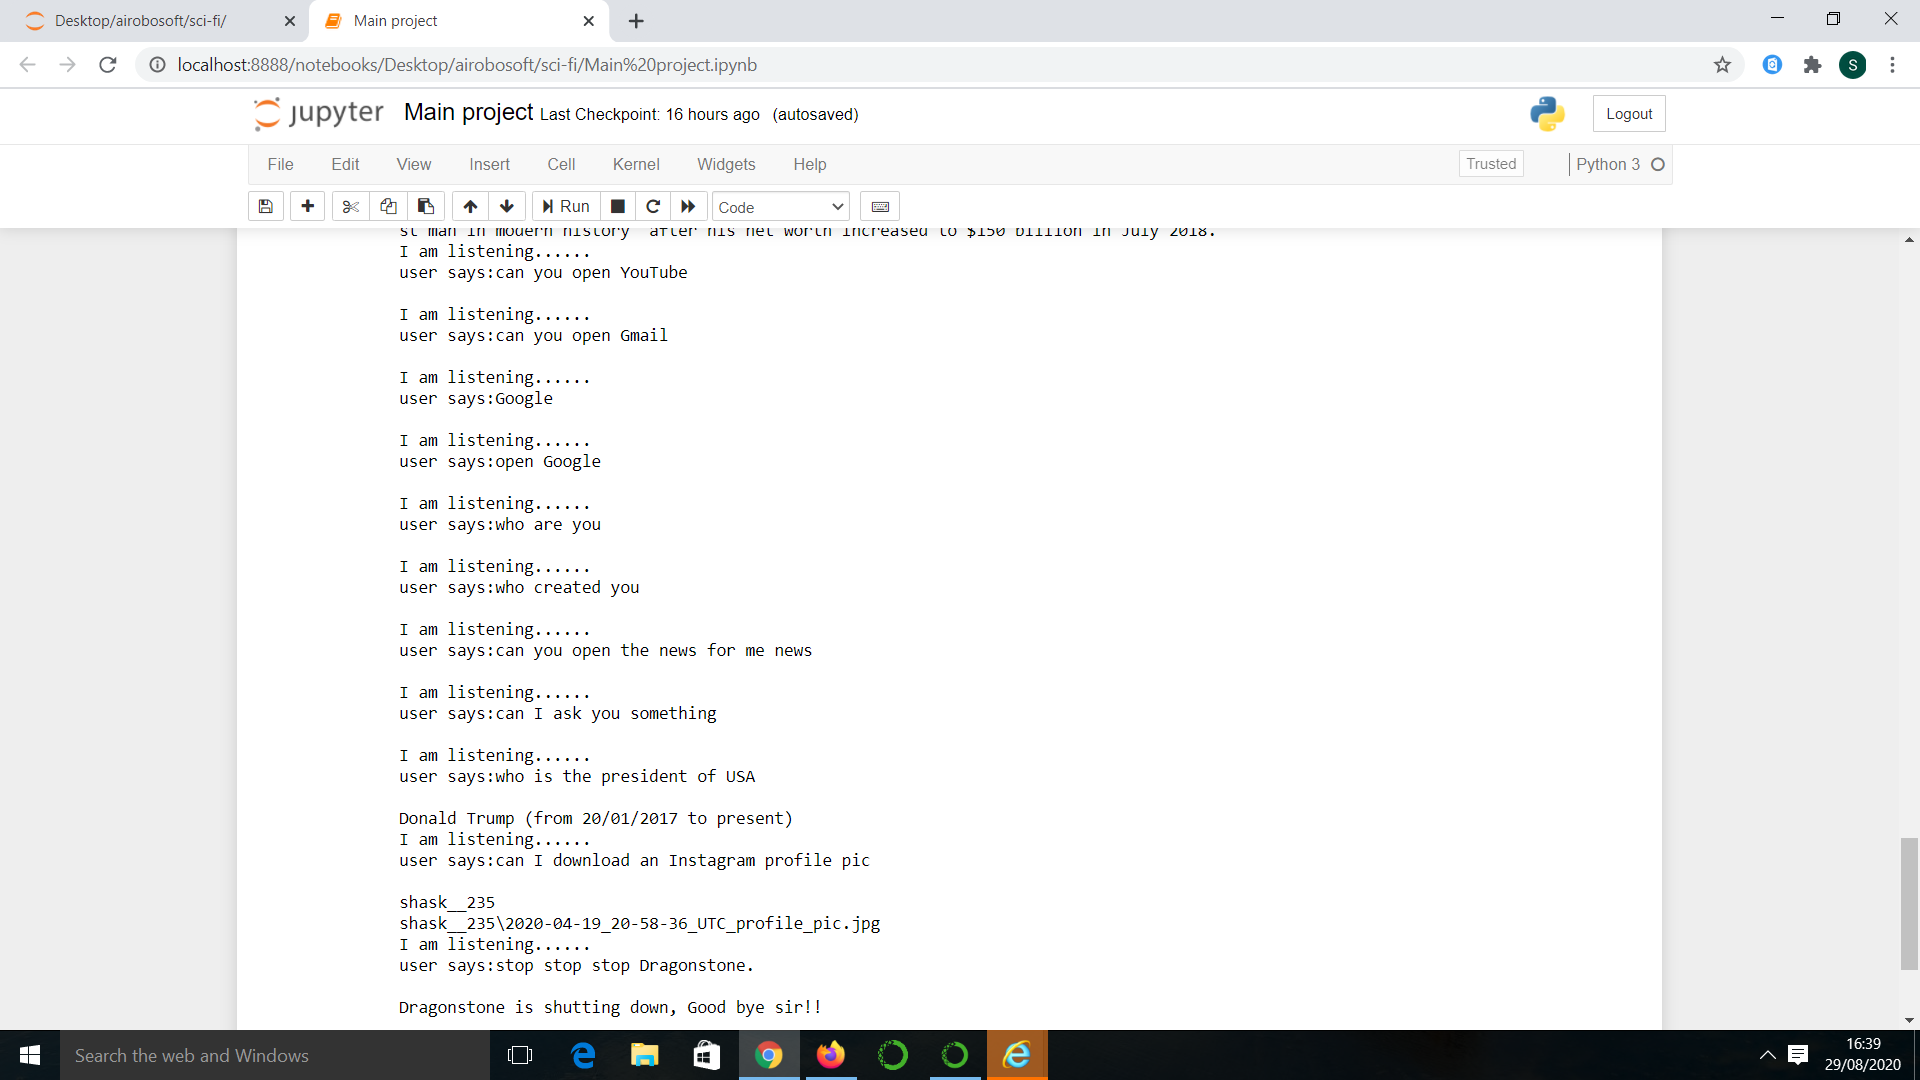 Desktop/airobosoft/sci-fi/
Main project
localhost:8888/notebooks/Desktop/airobosoft/sci-fi/Main%20project.ipynb
S
jupyter Main project Last Checkpoint: 16 hours ago (autosaved)
Logout
File Edit View Insert Cell Kernel Widgets Help
Trusted
Python 3
Run
Code
st man in modern history after his net worth increased to $150 billion in July 2018.
I am listening......
user says:can you open YouTube
I am listening......
user says:can you open Gmail
I am listening......
user says:Google
I am listening......
user says:open Google
I am listening......
user says:who are you
I am listening......
user says:who created you
I am listening......
user says:can you open the news for me news
I am listening......
user says:can I ask you something
I am listening......
user says:who is the president of USA
Donald Trump (from 20/01/2017 to present)
I am listening......
user says:can I download an Instagram profile pic
shask__235
shask__235\2020-04-19_20-58-36_UTC_profile_pic.jpg
I am listening......
user says:stop stop stop Dragonstone.
Dragonstone is shutting down, Good bye sir!!
Search the web and Windows
16:39
29/08/2020